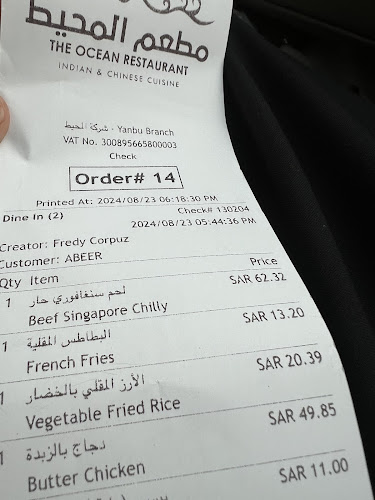 مطعم المحيط
THE OCEAN RESTAURANT
INDIAN & CHINESE CUISINE
شركة المحيط - Yanbu Branch
VAT No. 300895665800003
Check
Order# 14
Printed At: 2024/08/23 06:18:30 PM
Dine In (2) Check# 130204
2024/08/23 05:44:36 PM
Creator: Fredy Corpuz
Customer: ABEER
Qty Item Price
1 لحم سنغافوري حار SAR 62.32
Beef Singapore Chilly
1 البطاطس المقلية SAR 13.20
French Fries
1 الأرز المقلي بالخضار SAR 20.39
Vegetable Fried Rice
1 دجاج بالزبدة SAR 49.85
Butter Chicken
SAR 11.00